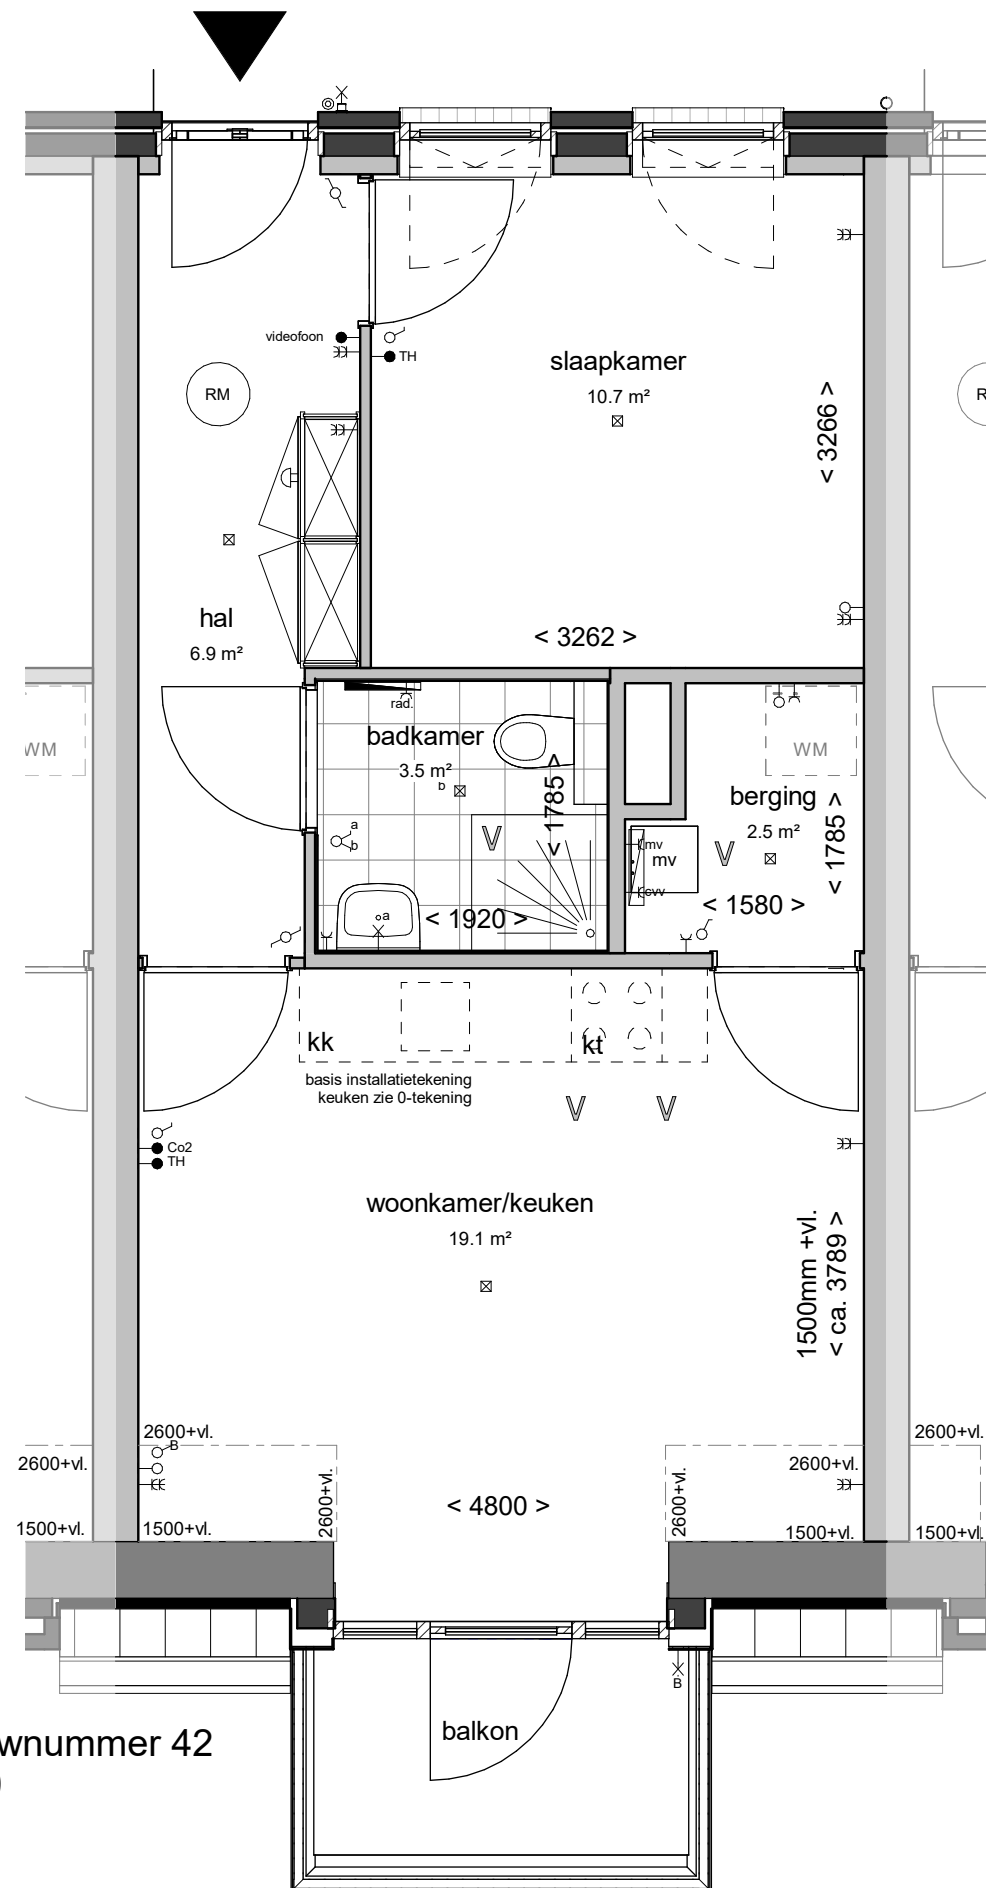 videofoon
TH
RM
R
slaapkamer
10.7 m²
< 3266 >
hal
6.9 m²
< 3262 >
rad.
badkamer
3.5 m²
b
< 1785 >
WM
WM
berging
2.5 m²
< 1785 >
a
b
V
mv
mv
V
cvv
a
< 1920 >
< 1580 >
kk
kt
basis installatietekening
keuken zie 0-tekening
V
V
Co2
TH
woonkamer/keuken
19.1 m²
1500mm +vl.
< ca. 3789 >
2600+vl.
B
2600+vl.
2600+vl.
2600+vl.
2600+vl.
2600+vl.
< 4800 >
1500+vl.
1500+vl.
1500+vl.
1500+vl.
B
balkon
wnummer 42
)